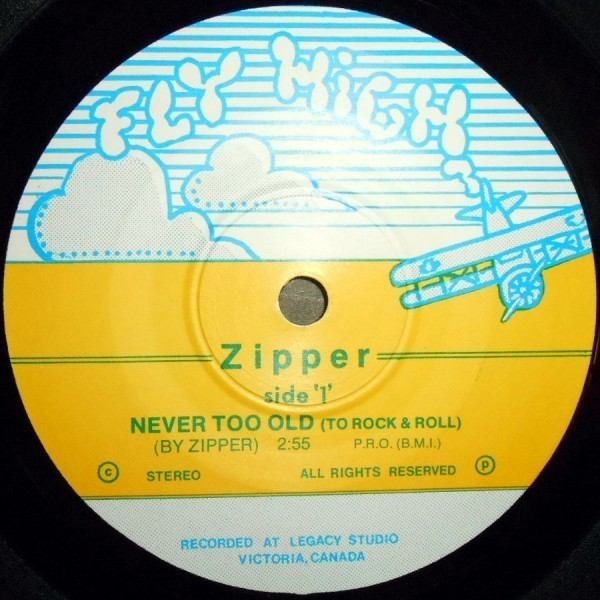 FLY HIGH
Zipper
side '1'
NEVER TOO OLD (TO ROCK & ROLL)
(BY ZIPPER) 2:55 P.R.O. (B.M.I.)
© STEREO ALL RIGHTS RESERVED ℗
RECORDED AT LEGACY STUDIO
VICTORIA, CANADA